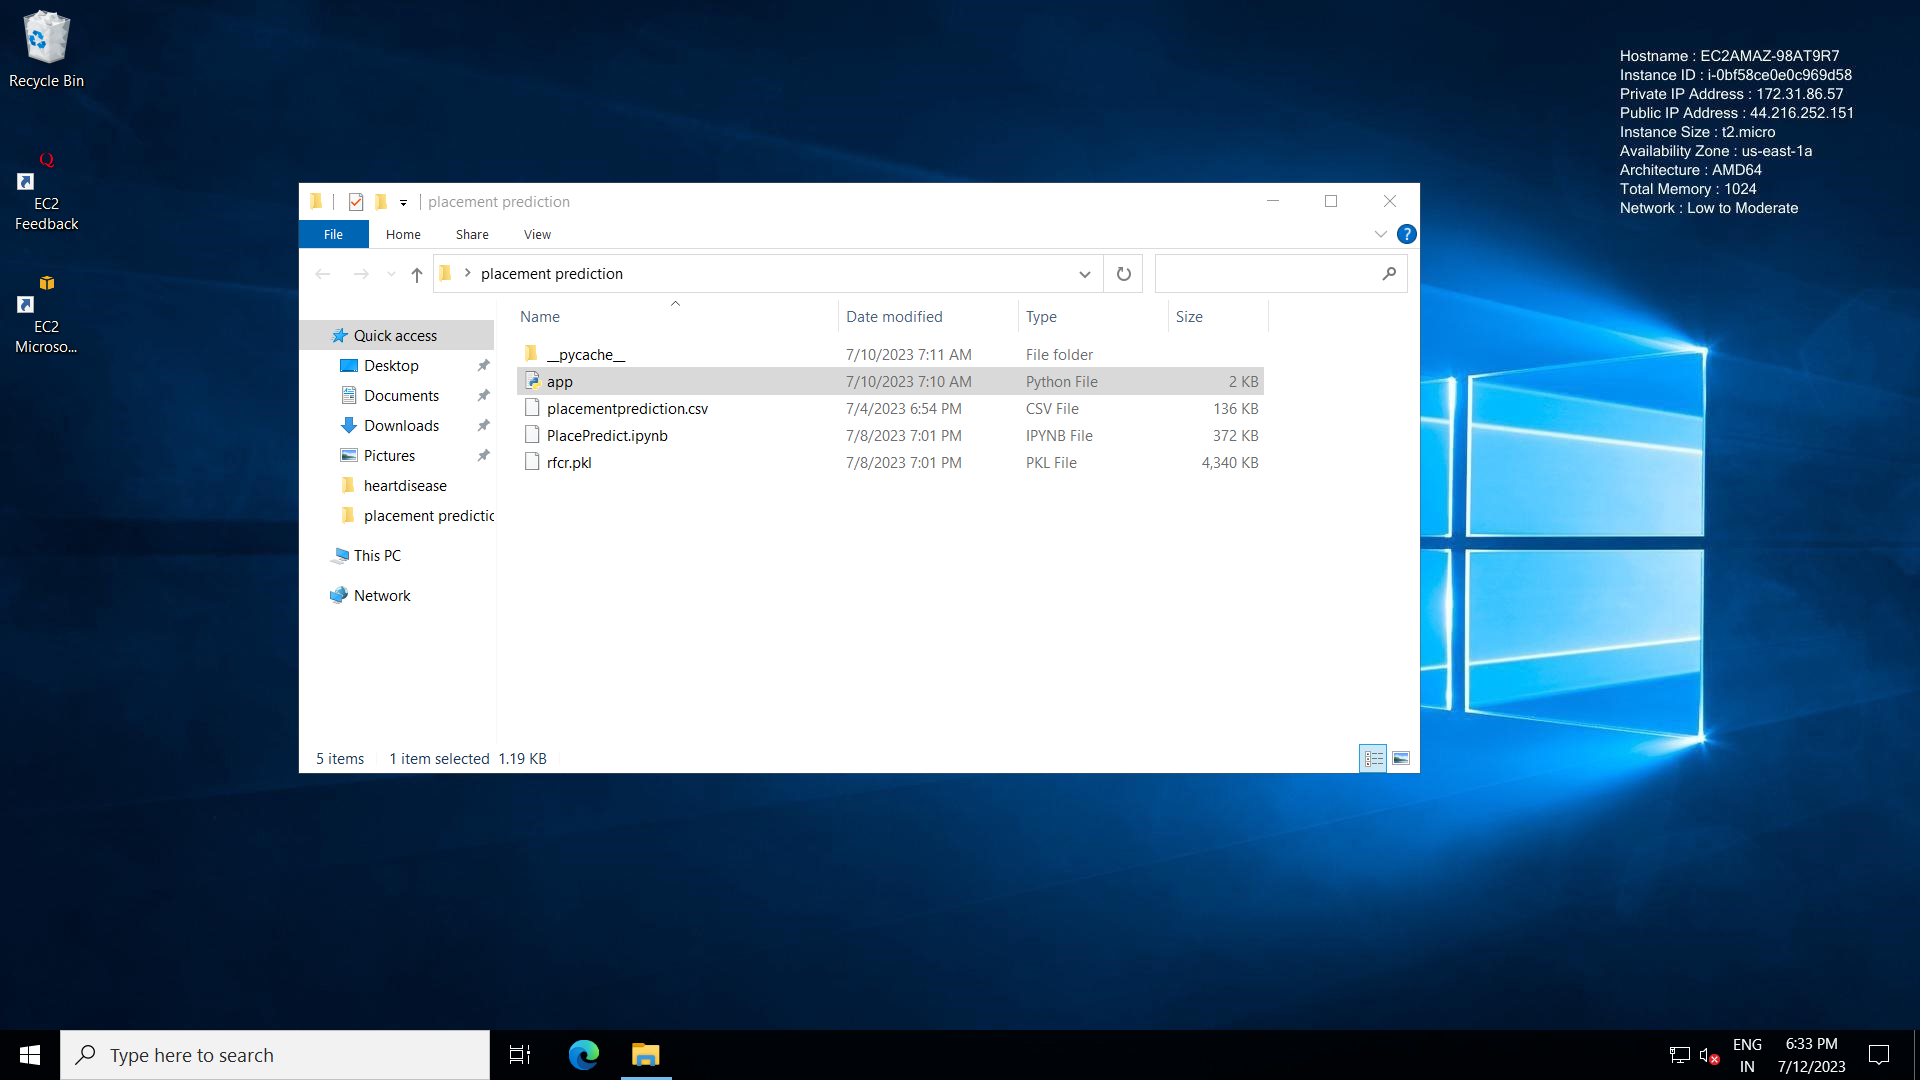 Recycle Bin
EC2
Feedback
EC2
Microso...
Hostname : EC2AMAZ-98AT9R7
Instance ID : i-0bf58ce0e0c969d58
Private IP Address : 172.31.86.57
Public IP Address : 44.216.252.151
Instance Size : t2.micro
Availability Zone : us-east-1a
Architecture : AMD64
Total Memory : 1024
Network : Low to Moderate
placement prediction
File Home Share View
placement prediction
Name Date modified Type Size
Quick access
Desktop
Documents
Downloads
Pictures
heartdisease
placement predictic
This PC
Network
__pycache__ 7/10/2023 7:11 AM File folder
app 7/10/2023 7:10 AM Python File 2 KB
placementprediction.csv 7/4/2023 6:54 PM CSV File 136 KB
PlacePredict.ipynb 7/8/2023 7:01 PM IPYNB File 372 KB
rfcr.pkl 7/8/2023 7:01 PM PKL File 4,340 KB
5 items 1 item selected 1.19 KB
Type here to search
ENG
IN
6:33 PM
7/12/2023